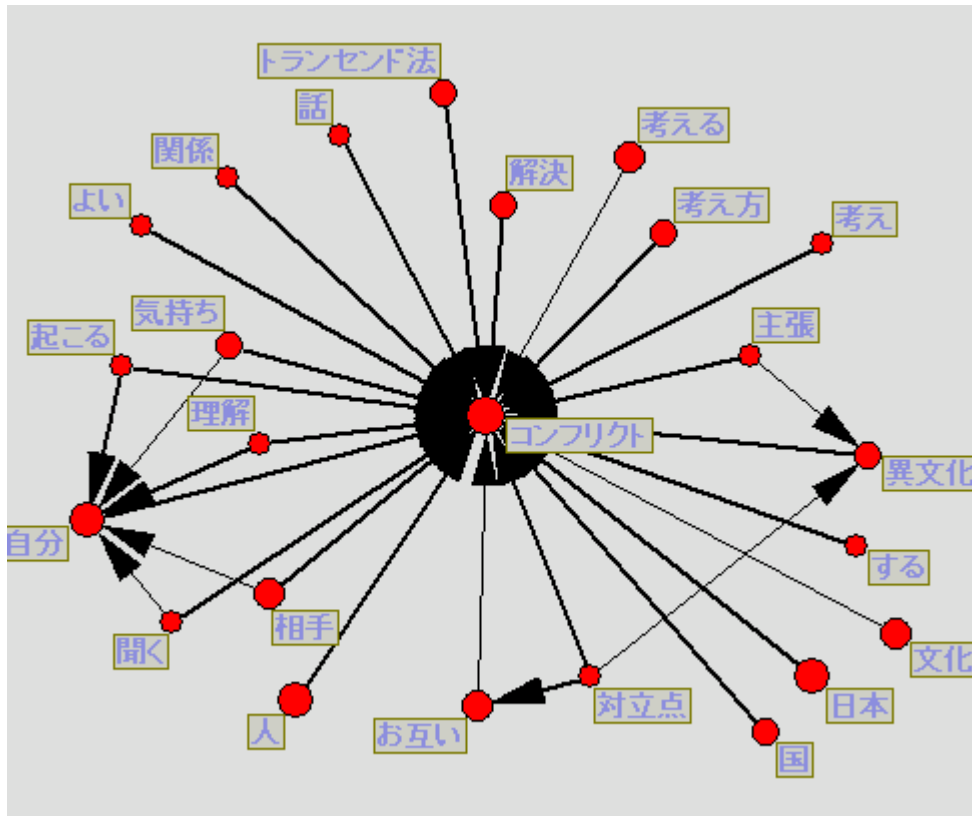 トランセンド法
話
考える
関係
解決
よい
考え方
考え
気持ち
主張
起こる
理解
コンフリクト
異文化
自分
する
相手
聞く
文化
対立点
日本
人
お互い
国